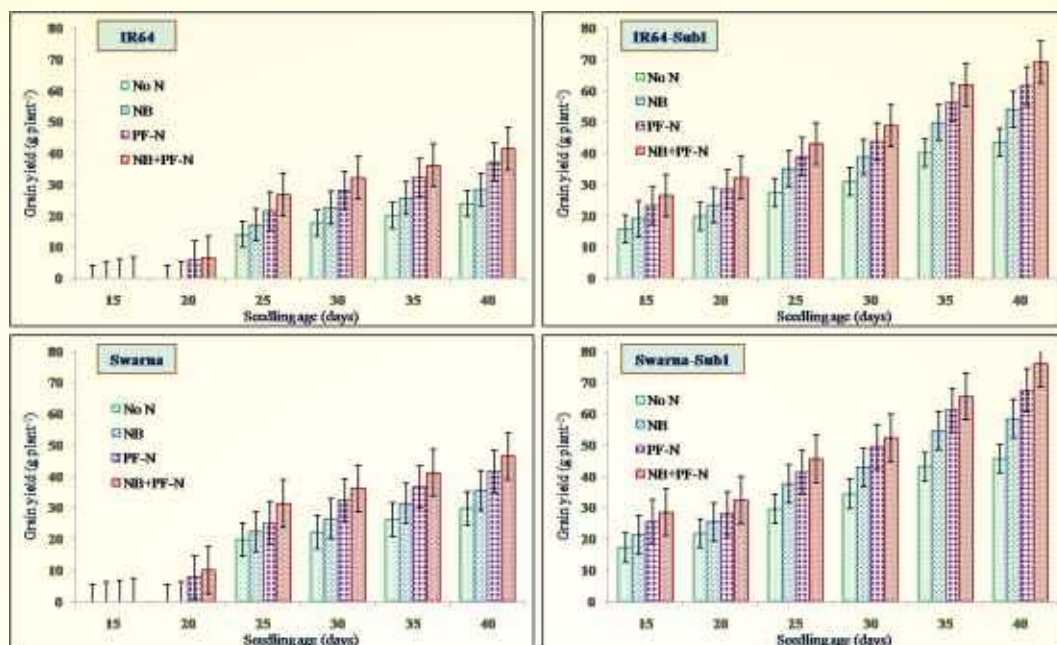 IR64
Grain yield (g plant⁻¹)
80
70
60
50
40
30
20
10
0
No N
NB
PF-N
NB+PF-N
15 20 25 30 35 40
Seedling age (days)
IR64-Sub1
Grain yield (g plant⁻¹)
80
70
60
50
40
30
20
10
0
No N
NB
PF-N
NB+PF-N
15 20 25 30 35 40
Seedling age (days)
Swarna
Grain yield (g plant⁻¹)
80
70
60
50
40
30
20
10
0
No N
NB
PF-N
NB+PF-N
15 20 25 30 35 40
Seedling age (days)
Swarna-Sub1
Grain yield (g plant⁻¹)
80
70
60
50
40
30
20
10
0
No N
NB
PF-N
NB+PF-N
15 20 25 30 35 40
Seedling age (days)